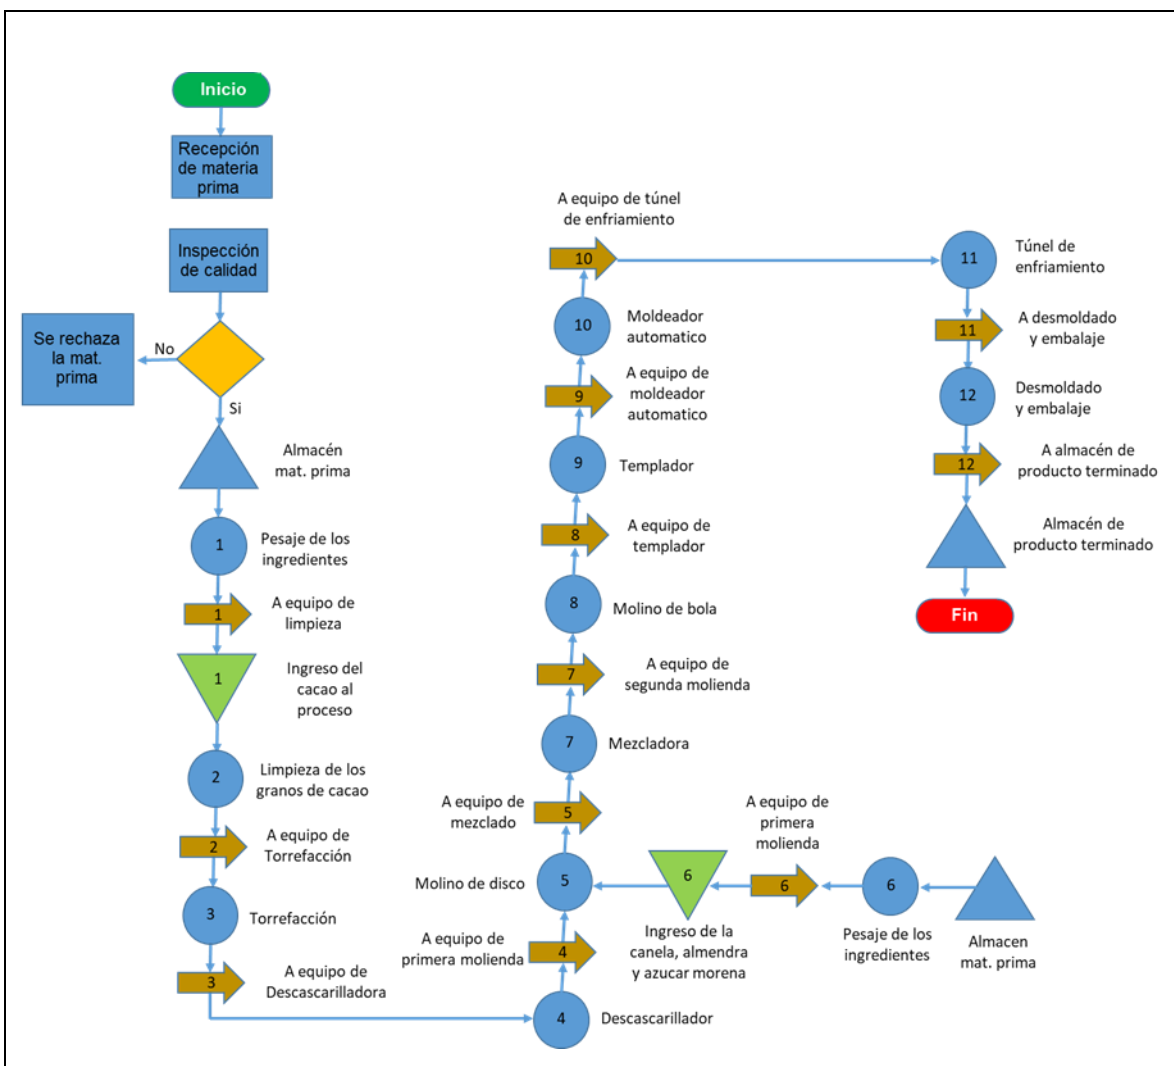 Inicio
Recepción
de materia
prima
Inspección
de calidad
Se rechaza
la mat.
prima
No
Si
Almacén
mat. prima
1
Pesaje de los
ingredientes
1
A equipo de
limpieza
1
Ingreso del
cacao al
proceso
2
Limpieza de los
granos de cacao
2
A equipo de
Torrefacción
3
Torrefacción
3
A equipo de
Descascarilladora
4
Descascarillador
4
A equipo de
primera molienda
5
Molino de disco
6
Ingreso de la
canela, almendra
y azucar morena
6
A equipo de
primera
molienda
6
Pesaje de los
ingredientes
Almacen
mat. prima
5
A equipo de
mezclado
7
Mezcladora
7
A equipo de
segunda molienda
8
Molino de bola
8
A equipo de
templador
9
Templador
9
A equipo de
moldeador
automatico
10
Moldeador
automatico
10
A equipo de túnel
de enfriamiento
11
Túnel de
enfriamiento
11
A desmoldado
y embalaje
12
Desmoldado
y embalaje
12
A almacén de
producto terminado
Almacén de
producto terminado
Fin